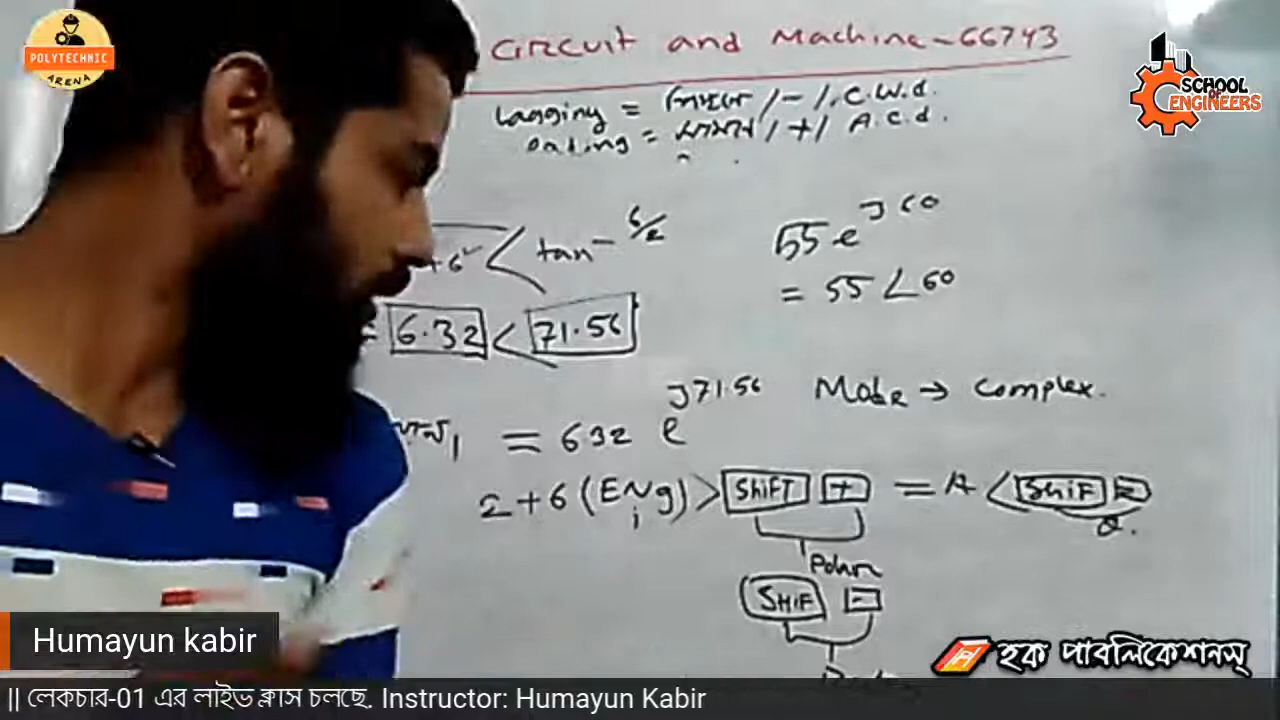 POLYTECHNIC
ARENA
Circuit and Machine - 66743
SCHOOL
OF
ENGINEERS
Lagging = পিছনে / - / . C.W.d.
= সামনে / + / A.C.d.
+6² < tan⁻ 6/2
55 e^J60
= 55 ∠60
= 6.32 < 71.56
= 632 e^J71.56
Mode → Complex.
2+6 (ENg) > SHIFT + = A < SHIF =
i
Polar
SHIF -
Humayun kabir
হক পাবলিকেশনস্
|| লেকচার-01 এর লাইভ ক্লাস চলছে. Instructor: Humayun Kabir